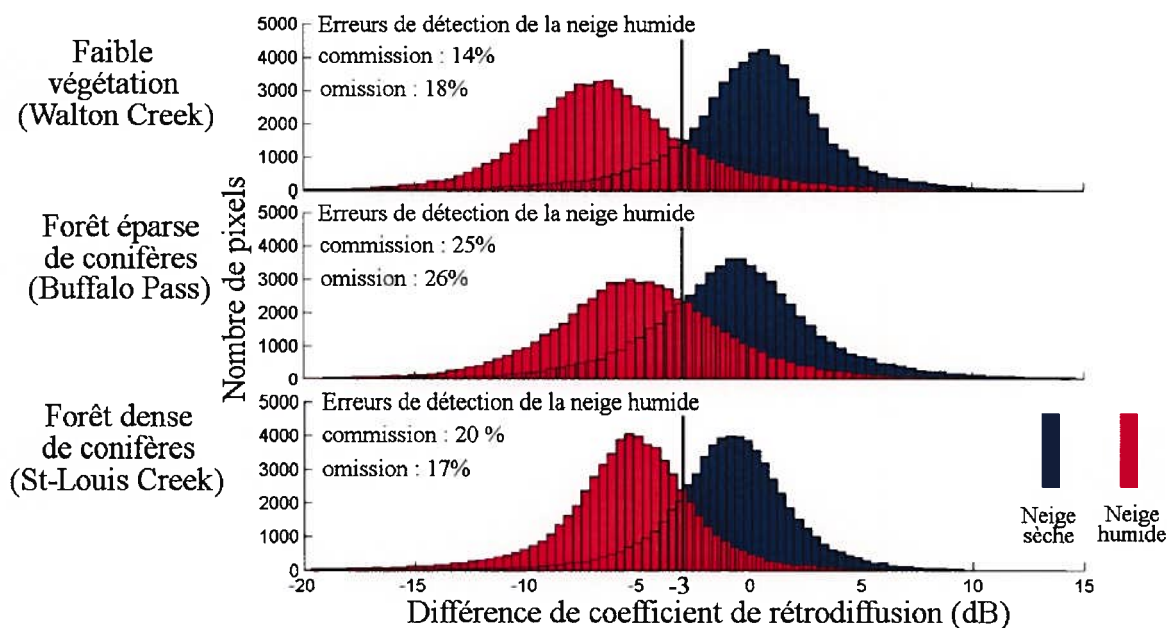 Faible
végétation
(Walton Creek)
Forêt éparse
de conifères
(Buffalo Pass)
Forêt dense
de conifères
(St-Louis Creek)
Nombre de pixels
5000
4000
3000
2000
1000
0
Erreurs de détection de la neige humide
commission : 14%
omission : 18%
5000
4000
3000
2000
1000
0
Erreurs de détection de la neige humide
commission : 25%
omission : 26%
5000
4000
3000
2000
1000
0
Erreurs de détection de la neige humide
commission : 20 %
omission : 17%
-20 -15 -10 -5 -3 0 5 10 15
Différence de coefficient de rétrodiffusion (dB)
Neige
sèche
Neige
humide